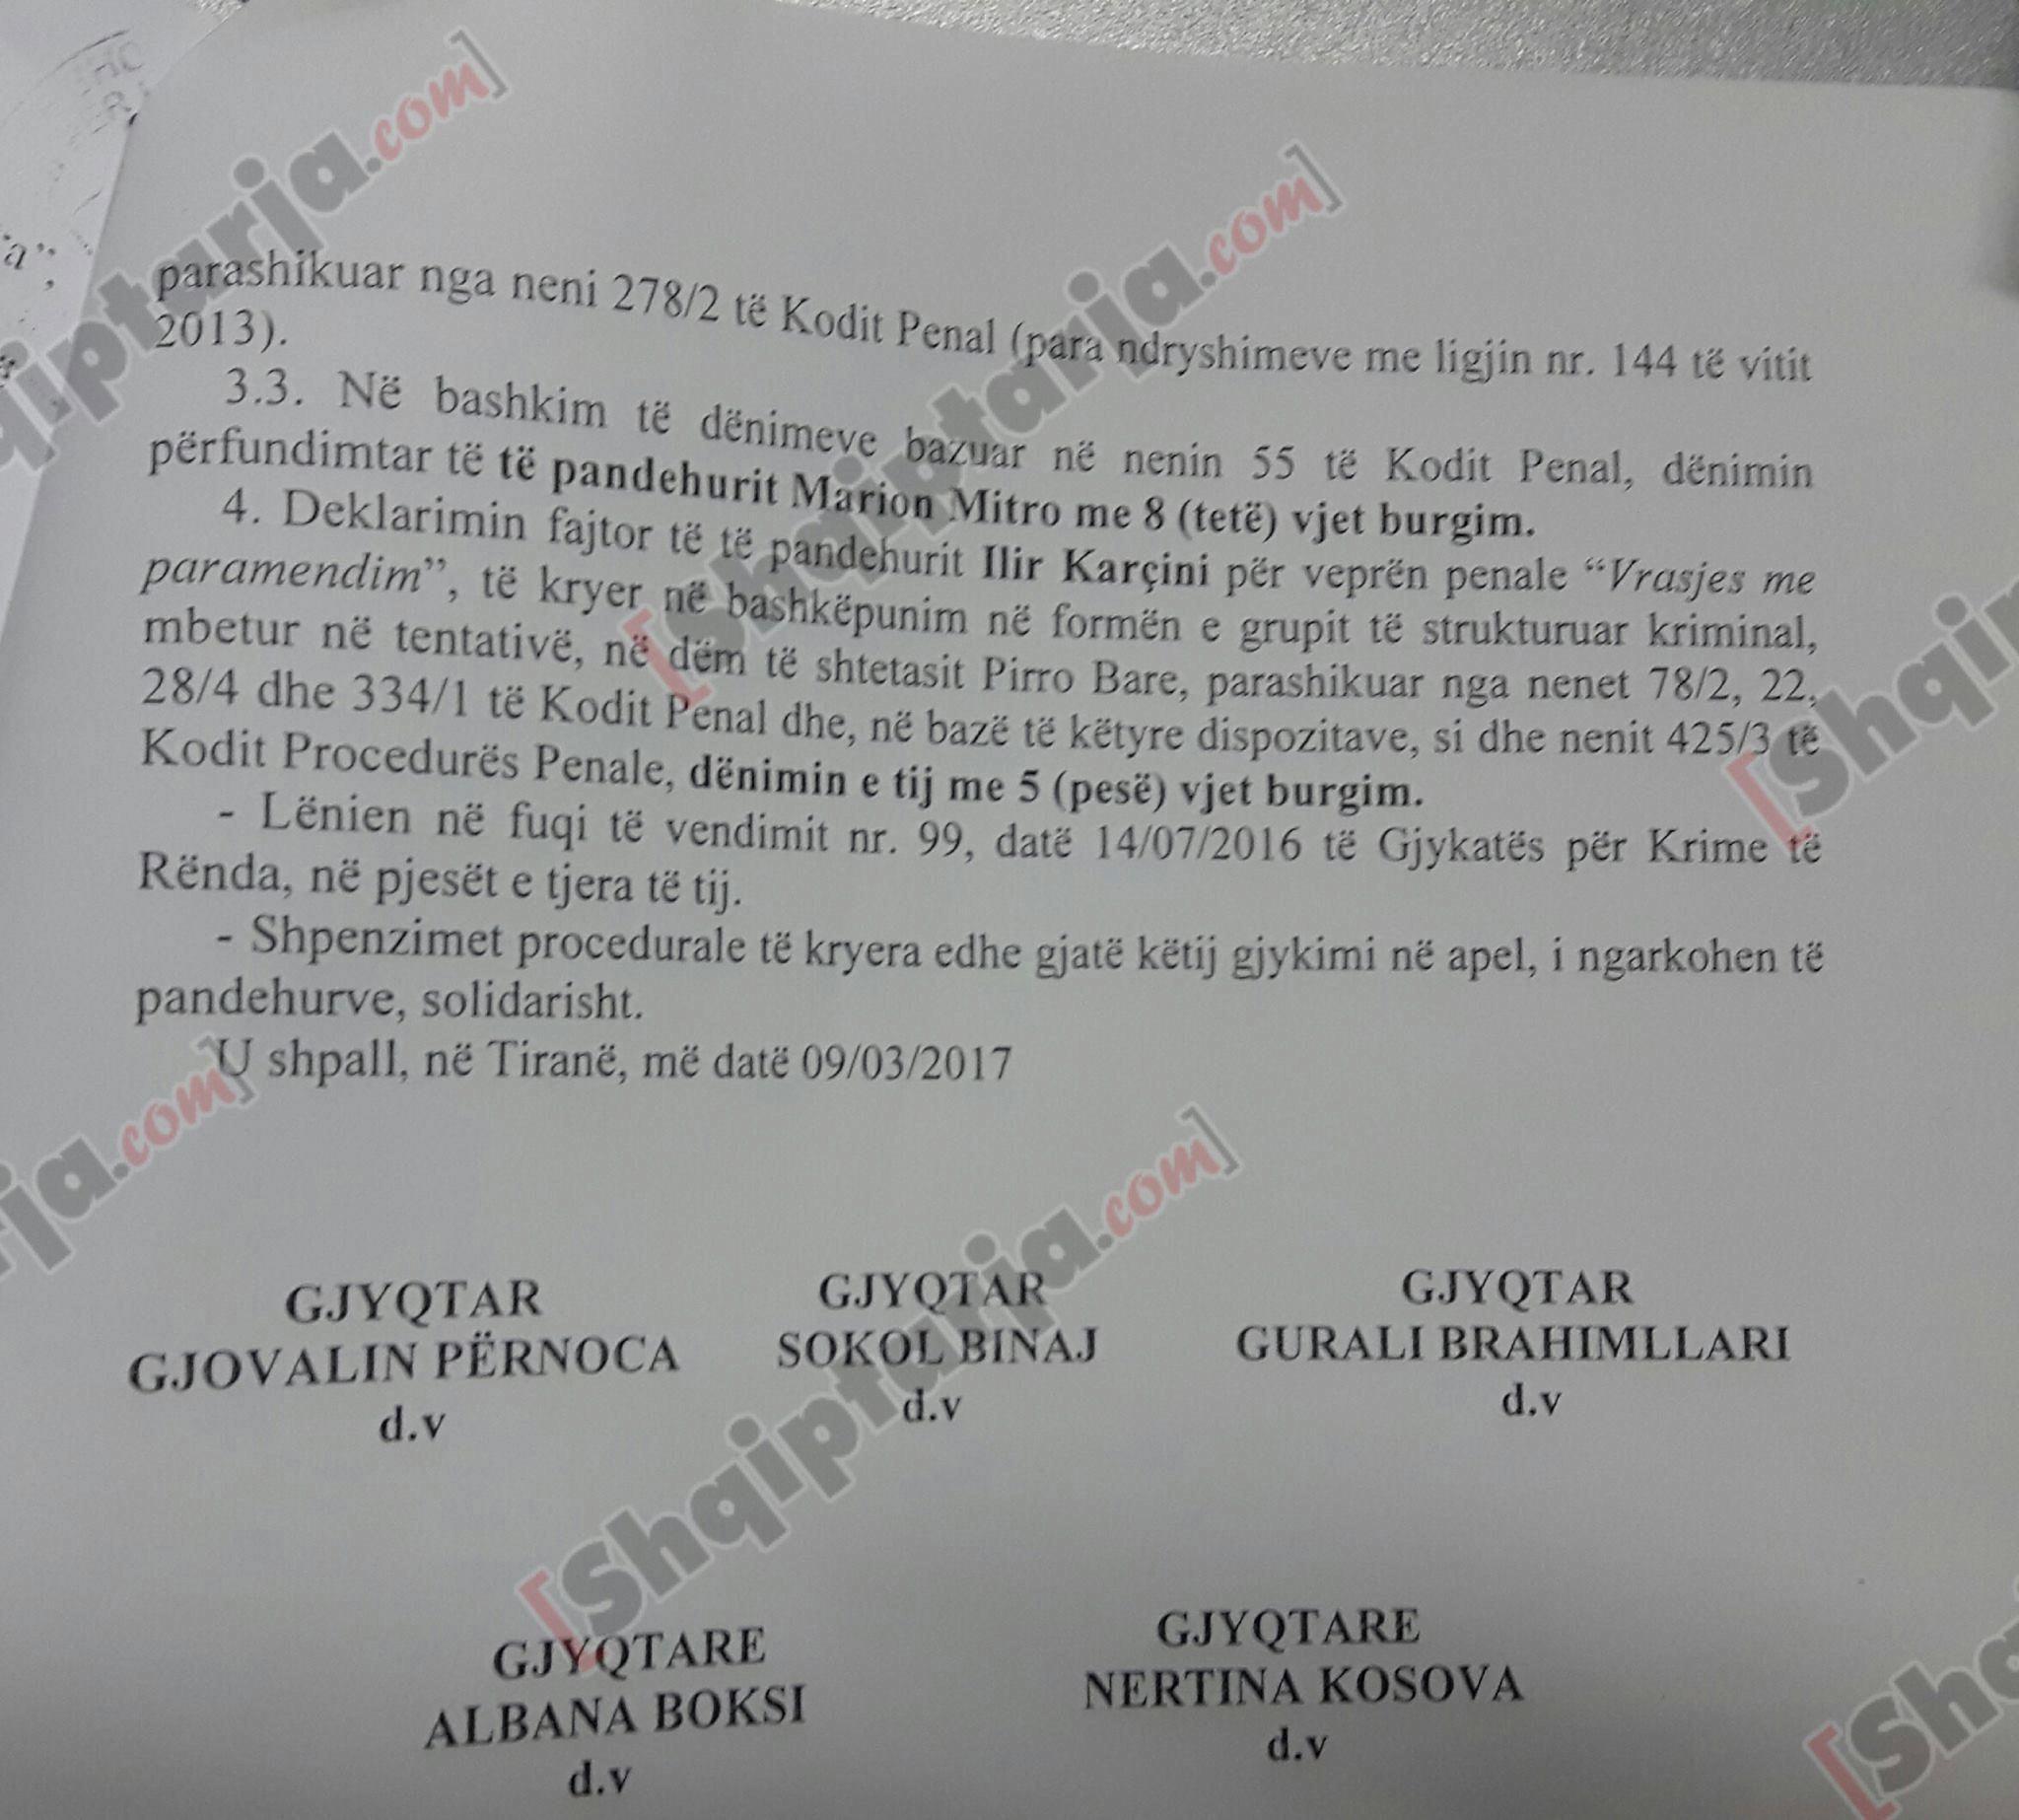 parashikuar nga neni 278/2 të Kodit Penal (para ndryshimeve me ligjin nr. 144 të vitit
2013).
3.3. Në bashkim të dënimeve bazuar në nenin 55 të Kodit Penal, dënimin
përfundimtar të të pandehurit Marion Mitro me 8 (tetë) vjet burgim.
4. Deklarimin fajtor të të pandehurit Ilir Karçini për veprën penale “Vrasjes me
paramendim”, të kryer në bashkëpunim në formën e grupit të strukturuar kriminal,
mbetur në tentativë, në dëm të shtetasit Pirro Bare, parashikuar nga nenet 78/2, 22,
28/4 dhe 334/1 të Kodit Penal dhe, në bazë të këtyre dispozitave, si dhe nenit 425/3 të
Kodit Procedurës Penale, dënimin e tij me 5 (pesë) vjet burgim.
- Lënien në fuqi të vendimit nr. 99, datë 14/07/2016 të Gjykatës për Krime të
Rënda, në pjesët e tjera të tij.
- Shpenzimet procedurale të kryera edhe gjatë këtij gjykimi në apel, i ngarkohen të
pandehurve, solidarisht.
U shpall, në Tiranë, më datë 09/03/2017
GJYQTAR GJYQTAR GJYQTAR
GJOVALIN PËRNOCA SOKOL BINAJ GURALI BRAHIMLLARI
d.v d.v d.v
GJYQTARE GJYQTARE
ALBANA BOKSI NERTINA KOSOVA
d.v d.v
[Shqiptarja.com]